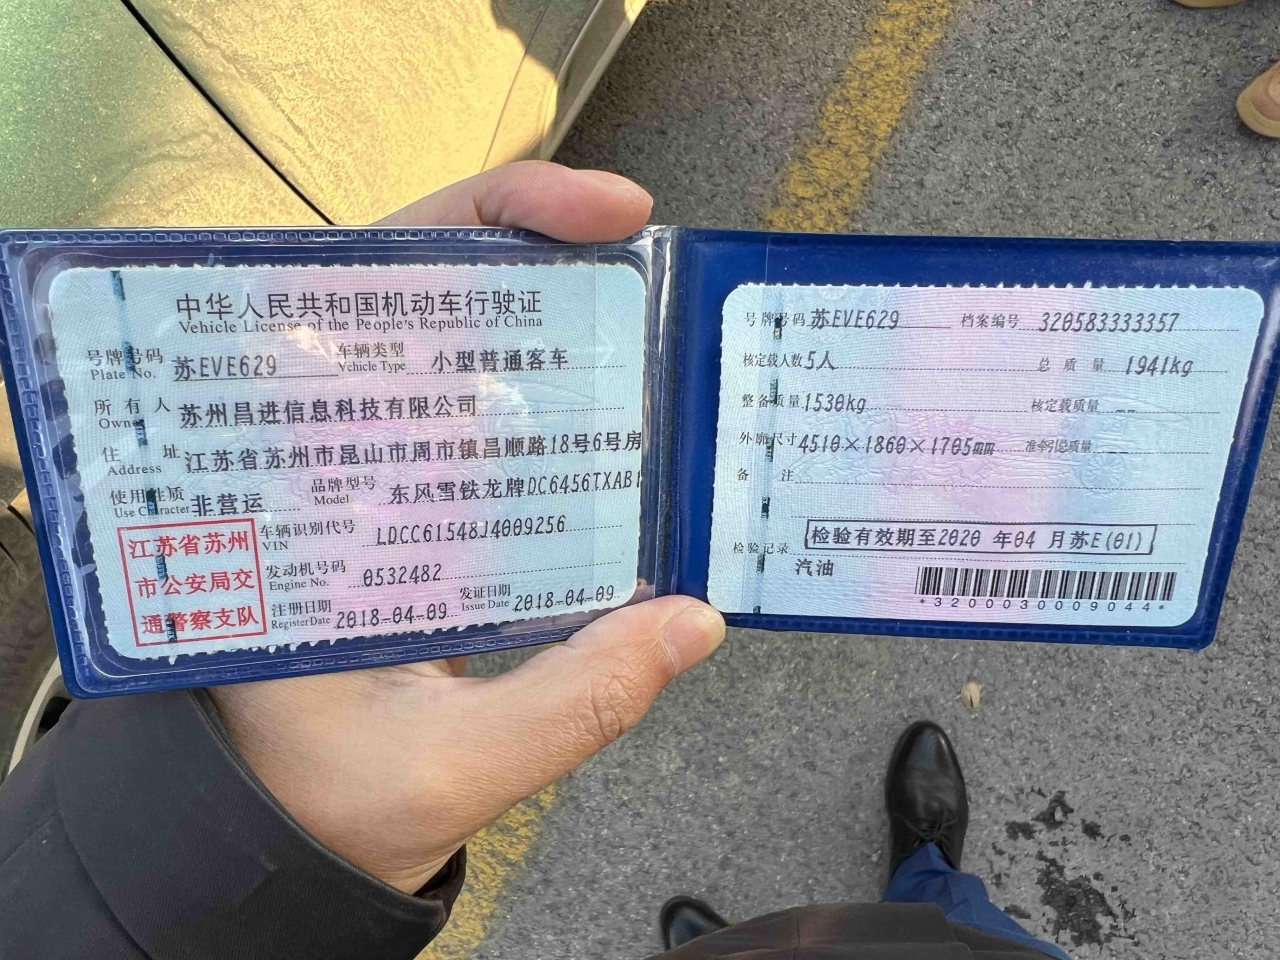 中华人民共和国机动车行驶证
Vehicle License of the People's Republic of China
号牌号码 苏EVE629 车辆类型 小型普通客车
Plate No. Vehicle Type
所有人 苏州昌进信息科技有限公司
Owner
住址 江苏省苏州市昆山市周市镇昌顺路18号6号房
Address
使用性质 非营运 品牌型号 东风雪铁龙牌DC6456TXAB1
Use Character Model
江苏省苏州
市公安局交
通警察支队
车辆识别代号 LDCC61548J4009256
VIN
发动机号码 0532482
Engine No.
注册日期 2018-04-09 发证日期 2018-04-09
Register Date Issue Date
号牌号码 苏EVE629 档案编号 320583333357
核定载人数 5人 总质量 1941kg
整备质量 1530kg 核定载质量 --
外廓尺寸 4510×1860×1705mm 准牵引总质量
备注
检验记录 检验有效期至2020 年04 月苏E(01)
汽油
*3200030009044*